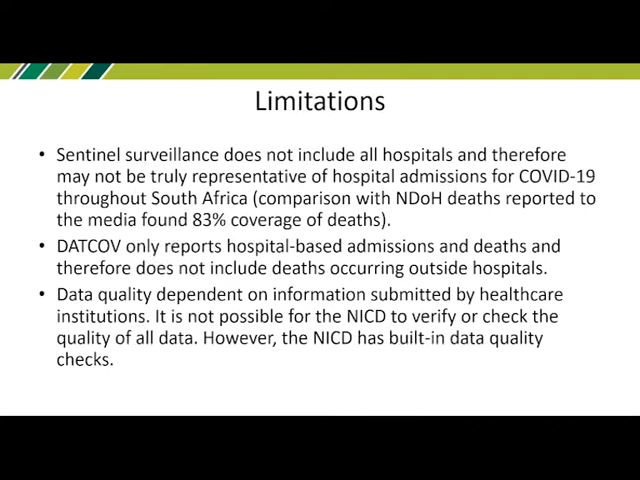 Limitations
• Sentinel surveillance does not include all hospitals and therefore
may not be truly representative of hospital admissions for COVID-19
throughout South Africa (comparison with NDoH deaths reported to
the media found 83% coverage of deaths).
• DATCOV only reports hospital-based admissions and deaths and
therefore does not include deaths occurring outside hospitals.
• Data quality dependent on information submitted by healthcare
institutions. It is not possible for the NICD to verify or check the
quality of all data. However, the NICD has built-in data quality
checks.